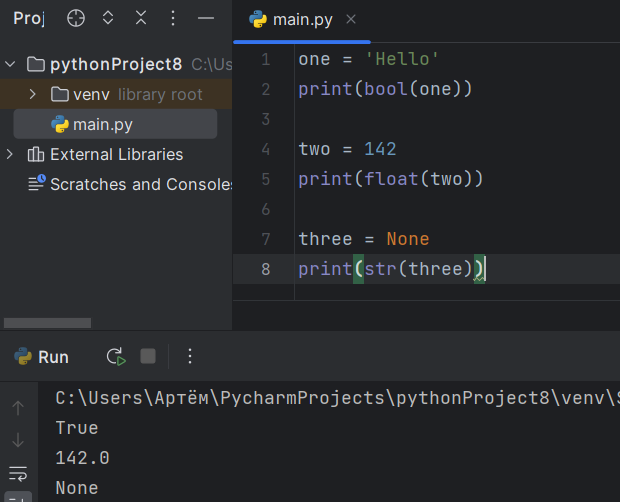 Proj
main.py
pythonProject8 C:\Us
venv library root
main.py
External Libraries
Scratches and Console
1 one = 'Hello'
2 print(bool(one))
3
4 two = 142
5 print(float(two))
6
7 three = None
8 print(str(three))
Run
C:\Users\Артём\PycharmProjects\pythonProject8\venv\S
True
142.0
None